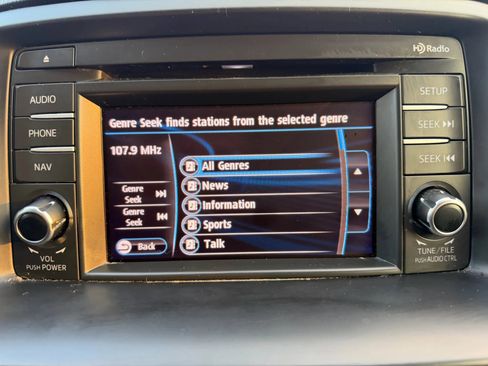 HD Radio
AUDIO
PHONE
NAV
VOL
PUSH POWER
Genre Seek finds stations from the selected genre
107.9 MHz
Genre
Seek
Genre
Seek
Back
All Genres
News
Information
Sports
Talk
SETUP
SEEK
SEEK
TUNE/FILE
PUSH AUDIO CTRL